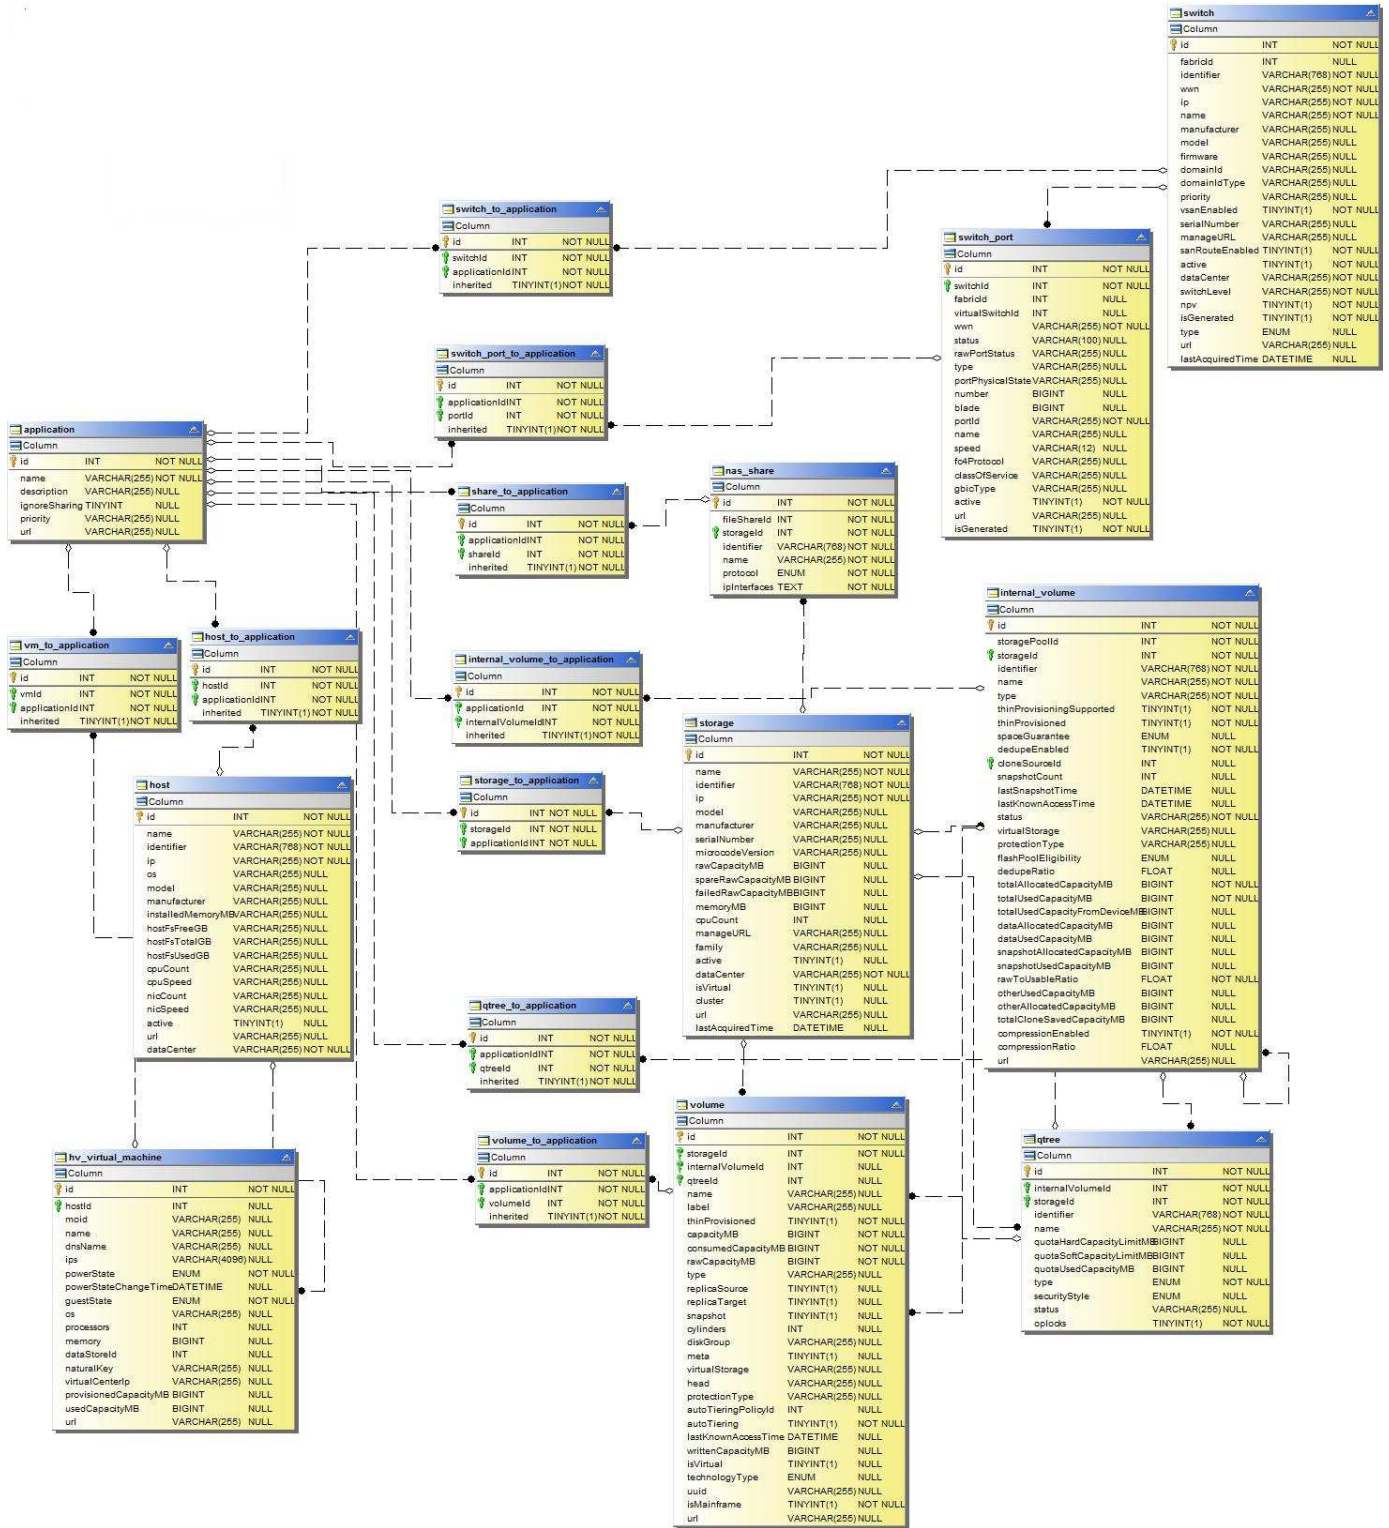 switch
Column
id INT NOT NULL
fabricId INT NULL
identifier VARCHAR(768) NOT NULL
wwn VARCHAR(255) NOT NULL
ip VARCHAR(255) NOT NULL
name VARCHAR(255) NOT NULL
manufacturer VARCHAR(255) NULL
model VARCHAR(255) NULL
firmware VARCHAR(255) NULL
domainId VARCHAR(255) NULL
domainIdType VARCHAR(255) NULL
priority VARCHAR(255) NULL
vsanEnabled TINYINT(1) NOT NULL
serialNumber VARCHAR(255) NULL
manageURL VARCHAR(255) NULL
sanRouteEnabled TINYINT(1) NOT NULL
active TINYINT(1) NOT NULL
dataCenter VARCHAR(255) NOT NULL
switchLevel VARCHAR(255) NOT NULL
npv TINYINT(1) NOT NULL
isGenerated TINYINT(1) NOT NULL
type ENUM NULL
url VARCHAR(255) NULL
lastAcquiredTime DATETIME NULL
switch_to_application
Column
id INT NOT NULL
switchId INT NOT NULL
applicationId INT NOT NULL
inherited TINYINT(1) NOT NULL
switch_port
Column
id INT NOT NULL
switchId INT NOT NULL
fabricId INT NULL
virtualSwitchId INT NULL
wwn VARCHAR(255) NOT NULL
status VARCHAR(100) NULL
rawPortStatus VARCHAR(255) NULL
type VARCHAR(255) NULL
portPhysicalState VARCHAR(255) NULL
number BIGINT NULL
blade BIGINT NULL
portId VARCHAR(255) NOT NULL
name VARCHAR(255) NULL
speed VARCHAR(12) NULL
fc4Protocol VARCHAR(255) NULL
classOfService VARCHAR(255) NULL
gbicType VARCHAR(255) NULL
active TINYINT(1) NOT NULL
url VARCHAR(255) NULL
isGenerated TINYINT(1) NOT NULL
switch_port_to_application
Column
id INT NOT NULL
applicationId INT NOT NULL
portId INT NOT NULL
inherited TINYINT(1) NOT NULL
application
Column
id INT NOT NULL
name VARCHAR(255) NOT NULL
description VARCHAR(255) NULL
ignoreSharing TINYINT NULL
priority VARCHAR(255) NULL
url VARCHAR(255) NULL
share_to_application
Column
id INT NOT NULL
applicationId INT NOT NULL
shareId INT NOT NULL
inherited TINYINT(1) NOT NULL
nas_share
Column
id INT NOT NULL
fileShareId INT NOT NULL
storageId INT NOT NULL
identifier VARCHAR(768) NOT NULL
name VARCHAR(255) NOT NULL
protocol ENUM NOT NULL
ipInterfaces TEXT NOT NULL
internal_volume
Column
id INT NOT NULL
storagePoolId INT NOT NULL
storageId INT NOT NULL
identifier VARCHAR(768) NOT NULL
name VARCHAR(255) NOT NULL
type VARCHAR(255) NOT NULL
thinProvisioningSupported TINYINT(1) NOT NULL
thinProvisioned TINYINT(1) NOT NULL
spaceGuarantee ENUM NULL
dedupeEnabled TINYINT(1) NOT NULL
cloneSourceId INT NULL
snapshotCount INT NULL
lastSnapshotTime DATETIME NULL
lastKnownAccessTime DATETIME NULL
status VARCHAR(255) NOT NULL
virtualStorage VARCHAR(255) NULL
protectionType VARCHAR(255) NULL
flashPoolEligibility ENUM NULL
dedupeRatio FLOAT NULL
totalAllocatedCapacityMB BIGINT NOT NULL
totalUsedCapacityMB BIGINT NOT NULL
totalUsedCapacityFromDeviceMB BIGINT NULL
dataAllocatedCapacityMB BIGINT NULL
dataUsedCapacityMB BIGINT NULL
snapshotAllocatedCapacityMB BIGINT NULL
snapshotUsedCapacityMB BIGINT NULL
rawToUsableRatio FLOAT NOT NULL
otherUsedCapacityMB BIGINT NULL
otherAllocatedCapacityMB BIGINT NULL
totalCloneSavedCapacityMB BIGINT NULL
compressionEnabled TINYINT(1) NOT NULL
compressionRatio FLOAT NULL
url VARCHAR(255) NULL
vm_to_application
Column
id INT NOT NULL
vmId INT NOT NULL
applicationId INT NOT NULL
inherited TINYINT(1) NOT NULL
host_to_application
Column
id INT NOT NULL
hostId INT NOT NULL
applicationId INT NOT NULL
inherited TINYINT(1) NOT NULL
internal_volume_to_application
Column
id INT NOT NULL
applicationId INT NOT NULL
internalVolumeId INT NOT NULL
inherited TINYINT(1) NOT NULL
storage
Column
id INT NOT NULL
name VARCHAR(255) NOT NULL
identifier VARCHAR(768) NOT NULL
ip VARCHAR(255) NOT NULL
model VARCHAR(255) NULL
manufacturer VARCHAR(255) NULL
serialNumber VARCHAR(255) NULL
microcodeVersion VARCHAR(255) NULL
rawCapacityMB BIGINT NULL
spareRawCapacityMB BIGINT NULL
failedRawCapacityMB BIGINT NULL
memoryMB BIGINT NULL
cpuCount INT NULL
manageURL VARCHAR(255) NULL
family VARCHAR(255) NULL
active TINYINT(1) NULL
dataCenter VARCHAR(255) NOT NULL
isVirtual TINYINT(1) NULL
cluster TINYINT(1) NULL
url VARCHAR(255) NULL
lastAcquiredTime DATETIME NULL
storage_to_application
Column
id INT NOT NULL
storageId INT NOT NULL
applicationId INT NOT NULL
host
Column
id INT NOT NULL
name VARCHAR(255) NOT NULL
identifier VARCHAR(768) NOT NULL
ip VARCHAR(255) NOT NULL
os VARCHAR(255) NULL
model VARCHAR(255) NULL
manufacturer VARCHAR(255) NULL
installedMemoryMB VARCHAR(255) NULL
hostFsFreeGB VARCHAR(255) NULL
hostFsTotalGB VARCHAR(255) NULL
hostFsUsedGB VARCHAR(255) NULL
cpuCount VARCHAR(255) NULL
cpuSpeed VARCHAR(255) NULL
nicCount VARCHAR(255) NULL
nicSpeed VARCHAR(255) NULL
active TINYINT(1) NULL
url VARCHAR(255) NULL
dataCenter VARCHAR(255) NOT NULL
qtree_to_application
Column
id INT NOT NULL
applicationId INT NOT NULL
qtreeId INT NOT NULL
inherited TINYINT(1) NOT NULL
volume
Column
id INT NOT NULL
storageId INT NOT NULL
internalVolumeId INT NULL
qtreeId INT NULL
name VARCHAR(255) NULL
label VARCHAR(255) NULL
thinProvisioned TINYINT(1) NOT NULL
capacityMB BIGINT NOT NULL
consumedCapacityMB BIGINT NOT NULL
rawCapacityMB BIGINT NOT NULL
type VARCHAR(255) NULL
replicaSource TINYINT(1) NULL
replicaTarget TINYINT(1) NULL
snapshot TINYINT(1) NULL
cylinders INT NULL
diskGroup VARCHAR(255) NULL
meta TINYINT(1) NULL
virtualStorage VARCHAR(255) NULL
head VARCHAR(255) NULL
protectionType VARCHAR(255) NULL
autoTieringPolicyId INT NULL
autoTiering TINYINT(1) NOT NULL
lastKnownAccessTime DATETIME NULL
writtenCapacityMB BIGINT NULL
isVirtual TINYINT(1) NULL
technologyType ENUM NULL
uuid VARCHAR(255) NULL
isMainframe TINYINT(1) NOT NULL
url VARCHAR(255) NULL
volume_to_application
Column
id INT NOT NULL
applicationId INT NOT NULL
volumeId INT NOT NULL
inherited TINYINT(1) NOT NULL
qtree
Column
id INT NOT NULL
internalVolumeId INT NOT NULL
storageId INT NOT NULL
identifier VARCHAR(768) NOT NULL
name VARCHAR(255) NOT NULL
quotaHardCapacityLimitMB BIGINT NULL
quotaSoftCapacityLimitMB BIGINT NULL
quotaUsedCapacityMB BIGINT NULL
type ENUM NOT NULL
securityStyle ENUM NULL
status VARCHAR(255) NULL
oplocks TINYINT(1) NOT NULL
hv_virtual_machine
Column
id INT NOT NULL
hostId INT NULL
moid VARCHAR(255) NULL
name VARCHAR(255) NULL
dnsName VARCHAR(255) NULL
ips VARCHAR(4096) NULL
powerState ENUM NOT NULL
powerStateChangeTime DATETIME NULL
guestState ENUM NOT NULL
os VARCHAR(255) NULL
processors INT NULL
memory BIGINT NULL
dataStoreId INT NULL
naturalKey VARCHAR(255) NULL
virtualCenterIp VARCHAR(255) NULL
provisionedCapacityMB BIGINT NULL
usedCapacityMB BIGINT NULL
url VARCHAR(255) NULL